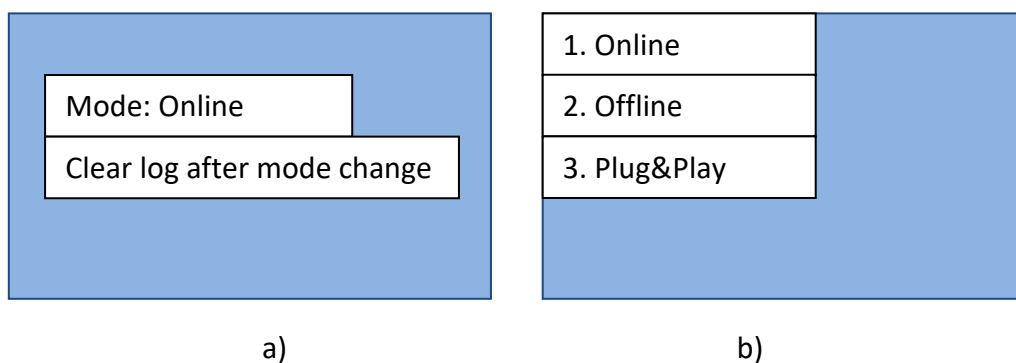 Mode: Online
Clear log after mode change
1. Online
2. Offline
3. Plug&Play
a)
b)